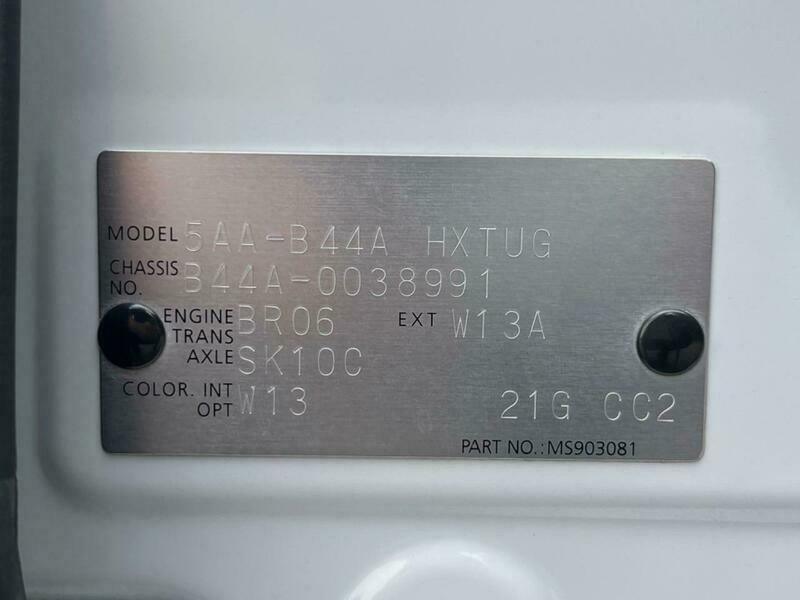 MODEL 5AA-B44A HXTUG
CHASSIS NO. B44A-0038991
ENGINE BR06 EXT W13A
TRANS
AXLE SK10C
COLOR. INT W13
OPT 21G CC2
PART NO.:MS903081